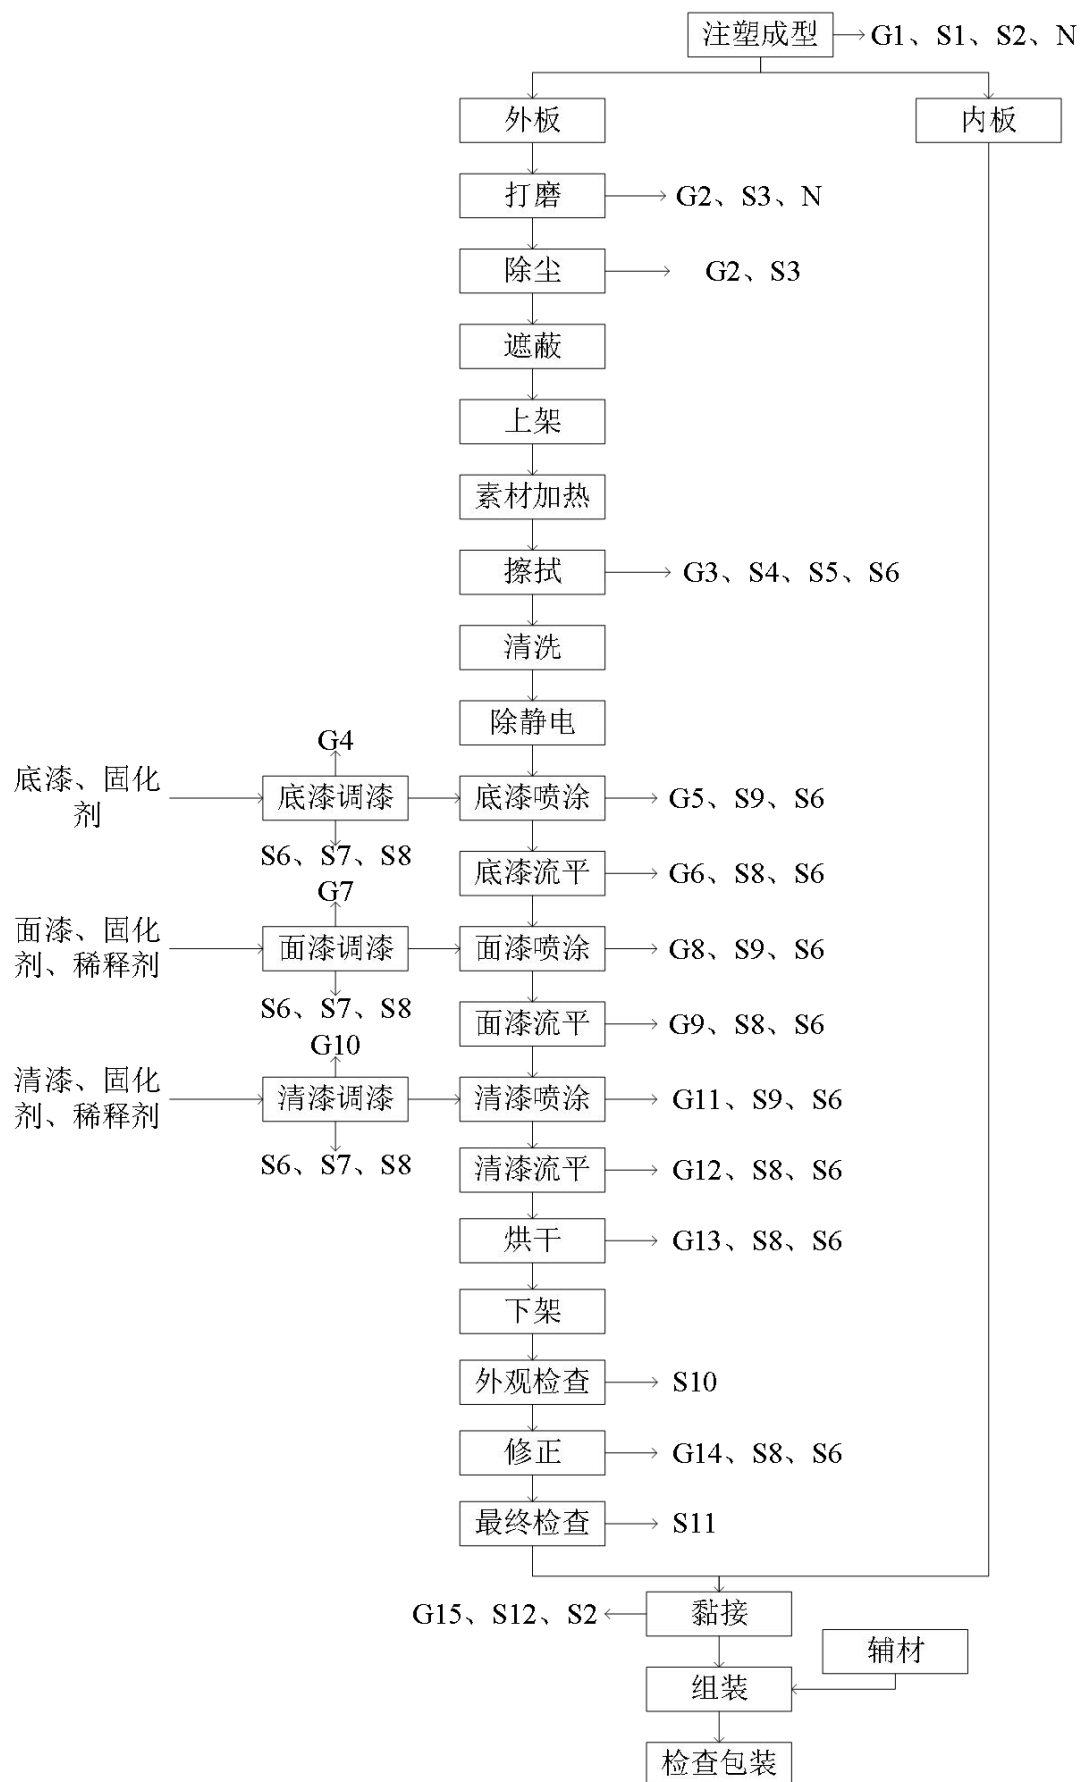 注塑成型
G1、S1、S2、N
外板
内板
打磨
G2、S3、N
除尘
G2、S3
遮蔽
上架
素材加热
擦拭
G3、S4、S5、S6
清洗
除静电
G4
底漆、固化
剂
底漆调漆
底漆喷涂
G5、S9、S6
S6、S7、S8
底漆流平
G6、S8、S6
G7
面漆、固化
剂、稀释剂
面漆调漆
面漆喷涂
G8、S9、S6
S6、S7、S8
面漆流平
G9、S8、S6
G10
清漆、固化
剂、稀释剂
清漆调漆
清漆喷涂
G11、S9、S6
S6、S7、S8
清漆流平
G12、S8、S6
烘干
G13、S8、S6
下架
外观检查
S10
修正
G14、S8、S6
最终检查
S11
G15、S12、S2
黏接
辅材
组装
检查包装